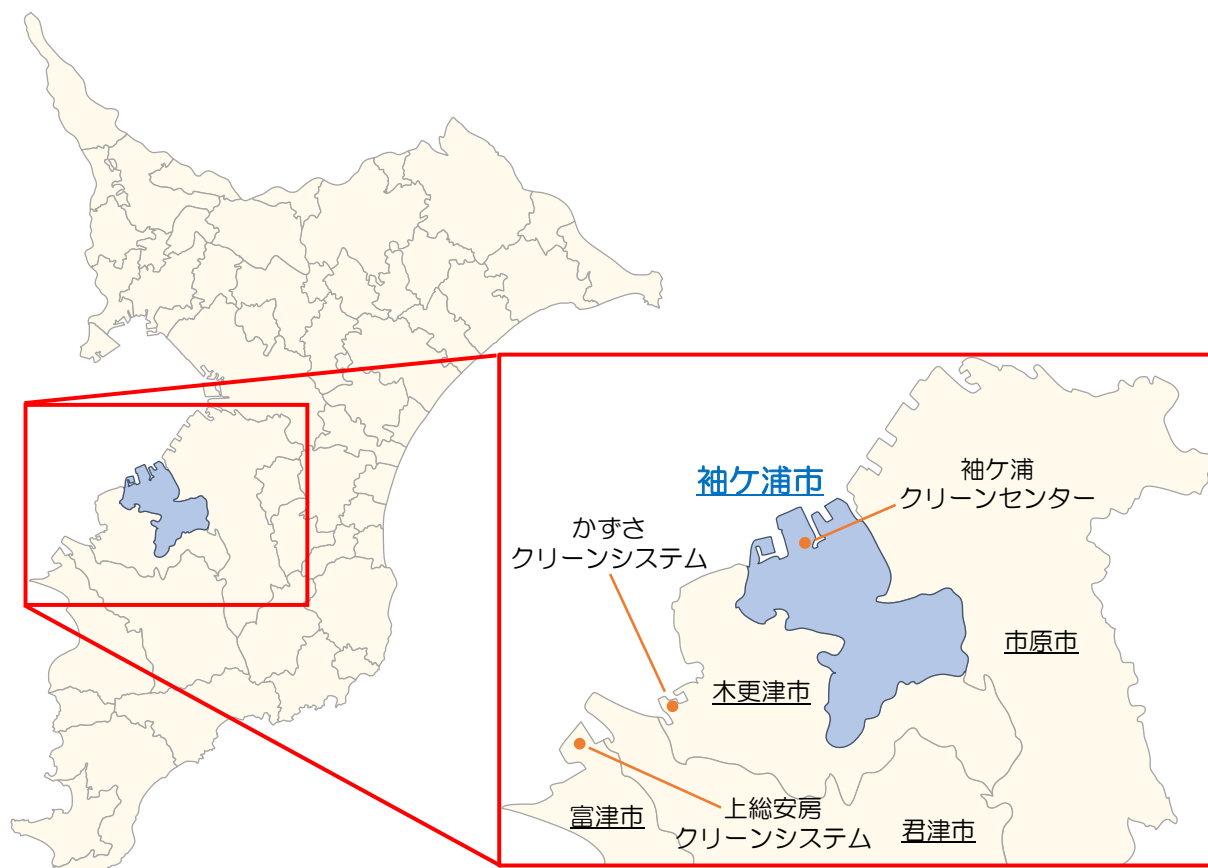 袖ケ浦市
袖ケ浦
クリーンセンター
かずさ
クリーンシステム
市原市
木更津市
上総安房
クリーンシステム
富津市
君津市